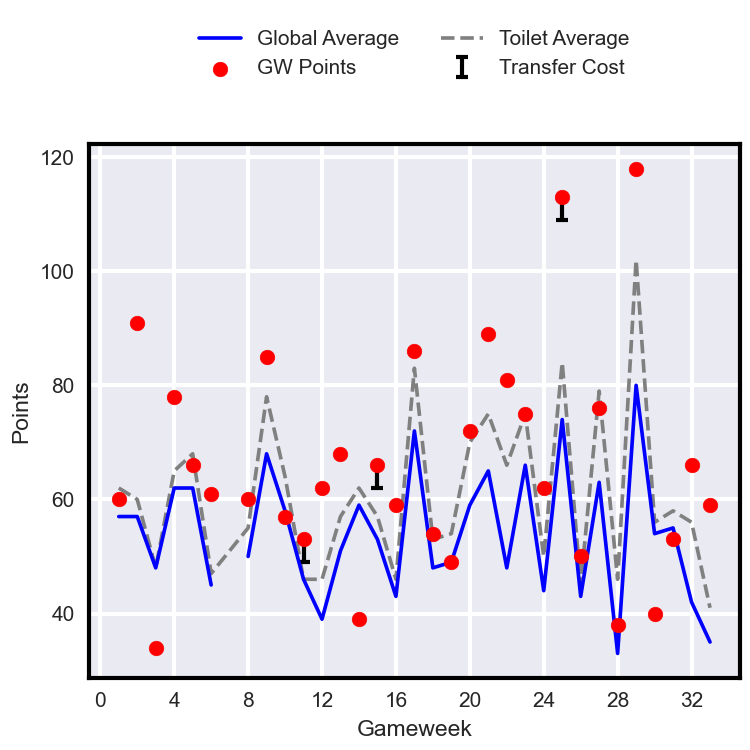 Global Average
Toilet Average
GW Points
Transfer Cost
120
100
80
60
40
Points
0 4 8 12 16 20 24 28 32
Gameweek